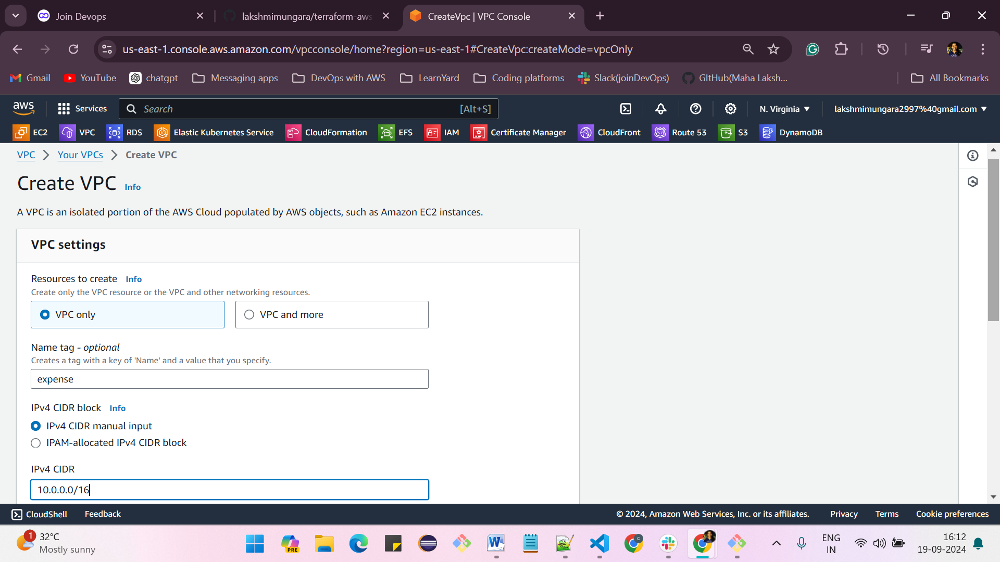 Join Devops
lakshmimungara/terraform-aws
CreateVpc | VPC Console
us-east-1.console.aws.amazon.com/vpcconsole/home?region=us-east-1#CreateVpc:createMode=vpcOnly
Gmail YouTube chatgpt Messaging apps DevOps with AWS LearnYard Coding platforms Slack(joinDevOps) GItHub(Maha Laksh... All Bookmarks
aws Services Search [Alt+S] N. Virginia lakshmimungara2997%40gmail.com
EC2 VPC RDS Elastic Kubernetes Service CloudFormation EFS IAM Certificate Manager CloudFront 53 Route 53 S3 DynamoDB
VPC Your VPCs Create VPC
Create VPC Info
A VPC is an isolated portion of the AWS Cloud populated by AWS objects, such as Amazon EC2 instances.
VPC settings
Resources to create Info
Create only the VPC resource or the VPC and other networking resources.
VPC only VPC and more
Name tag - optional
Creates a tag with a key of 'Name' and a value that you specify.
expense
IPv4 CIDR block Info
IPv4 CIDR manual input
IPAM-allocated IPv4 CIDR block
IPv4 CIDR
10.0.0.0/16
CloudShell Feedback © 2024, Amazon Web Services, Inc. or its affiliates. Privacy Terms Cookie preferences
1 32°C
Mostly sunny
PRE
C
ENG
IN
16:12
19-09-2024